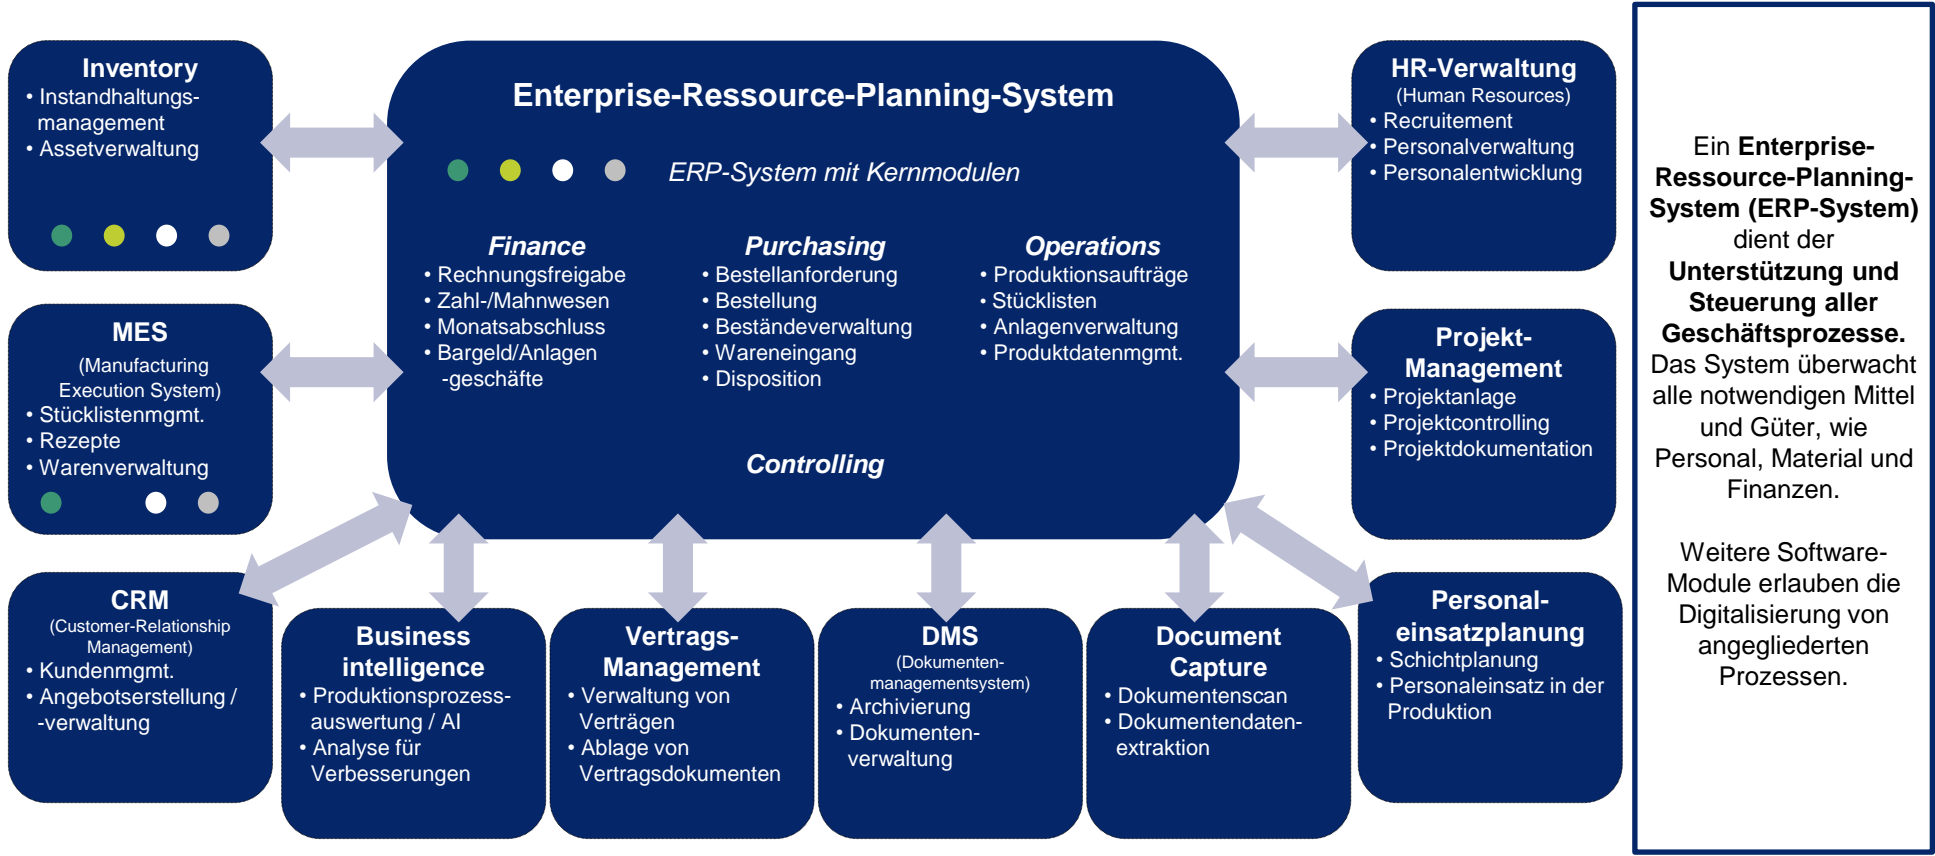 Inventory
• Instandhaltungs-
management
• Assetverwaltung
MES
(Manufacturing
Execution System)
• Stücklistenmgmt.
• Rezepte
• Warenverwaltung
CRM
(Customer-Relationship
Management)
• Kundenmgmt.
• Angebotserstellung /
-verwaltung
Enterprise-Ressource-Planning-System
ERP-System mit Kernmodulen
Finance
• Rechnungsfreigabe
• Zahl-/Mahnwesen
• Monatsabschluss
• Bargeld/Anlagen
-geschäfte
Purchasing
• Bestellanforderung
• Bestellung
• Beständeverwaltung
• Wareneingang
• Disposition
Operations
• Produktionsaufträge
• Stücklisten
• Anlagenverwaltung
• Produktdatenmgmt.
Controlling
Business
intelligence
• Produktionsprozess-
auswertung / AI
• Analyse für
Verbesserungen
Vertrags-
Management
• Verwaltung von
Verträgen
• Ablage von
Vertragsdokumenten
DMS
(Dokumenten-
managementsystem)
• Archivierung
• Dokumenten-
verwaltung
Document
Capture
• Dokumentenscan
• Dokumentendaten-
extraktion
HR-Verwaltung
(Human Resources)
• Recruitement
• Personalverwaltung
• Personalentwicklung
Projekt-
Management
• Projektanlage
• Projektcontrolling
• Projektdokumentation
Personal-
einsatzplanung
• Schichtplanung
• Personaleinsatz in der
Produktion
Ein Enterprise-
Ressource-Planning-
System (ERP-System)
dient der
Unterstützung und
Steuerung aller
Geschäftsprozesse.
Das System überwacht
alle notwendigen Mittel
und Güter, wie
Personal, Material und
Finanzen.
Weitere Software-
Module erlauben die
Digitalisierung von
angegliederten
Prozessen.